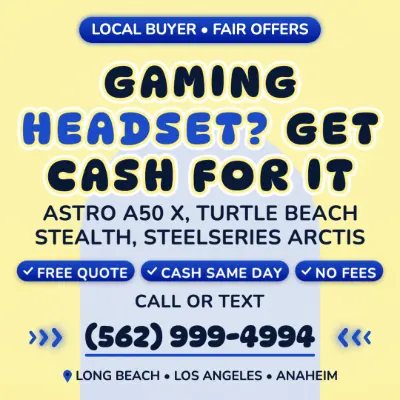 LOCAL BUYER • FAIR OFFERS
GAMING
HEADSET? GET
CASH FOR IT
ASTRO A50 X, TURTLE BEACH
STEALTH, STEELSERIES ARCTIS
✓ FREE QUOTE ✓ CASH SAME DAY ✓ NO FEES
CALL OR TEXT
››› (562) 999-4994 ‹‹‹
LONG BEACH • LOS ANGELES • ANAHEIM